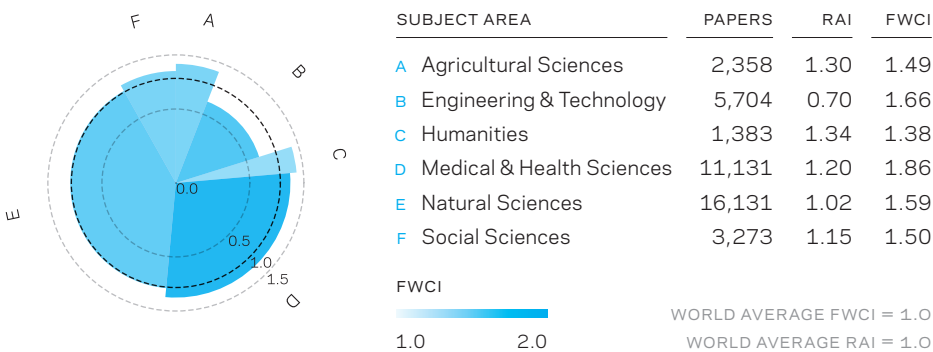 F A
B
C
E
D
0.0
0.5
1.0
1.5
SUBJECT AREA PAPERS RAI FWCI
A Agricultural Sciences 2,358 1.30 1.49
B Engineering & Technology 5,704 0.70 1.66
C Humanities 1,383 1.34 1.38
D Medical & Health Sciences 11,131 1.20 1.86
E Natural Sciences 16,131 1.02 1.59
F Social Sciences 3,273 1.15 1.50
FWCI
1.0 2.0
WORLD AVERAGE FWCI = 1.0
WORLD AVERAGE RAI = 1.0